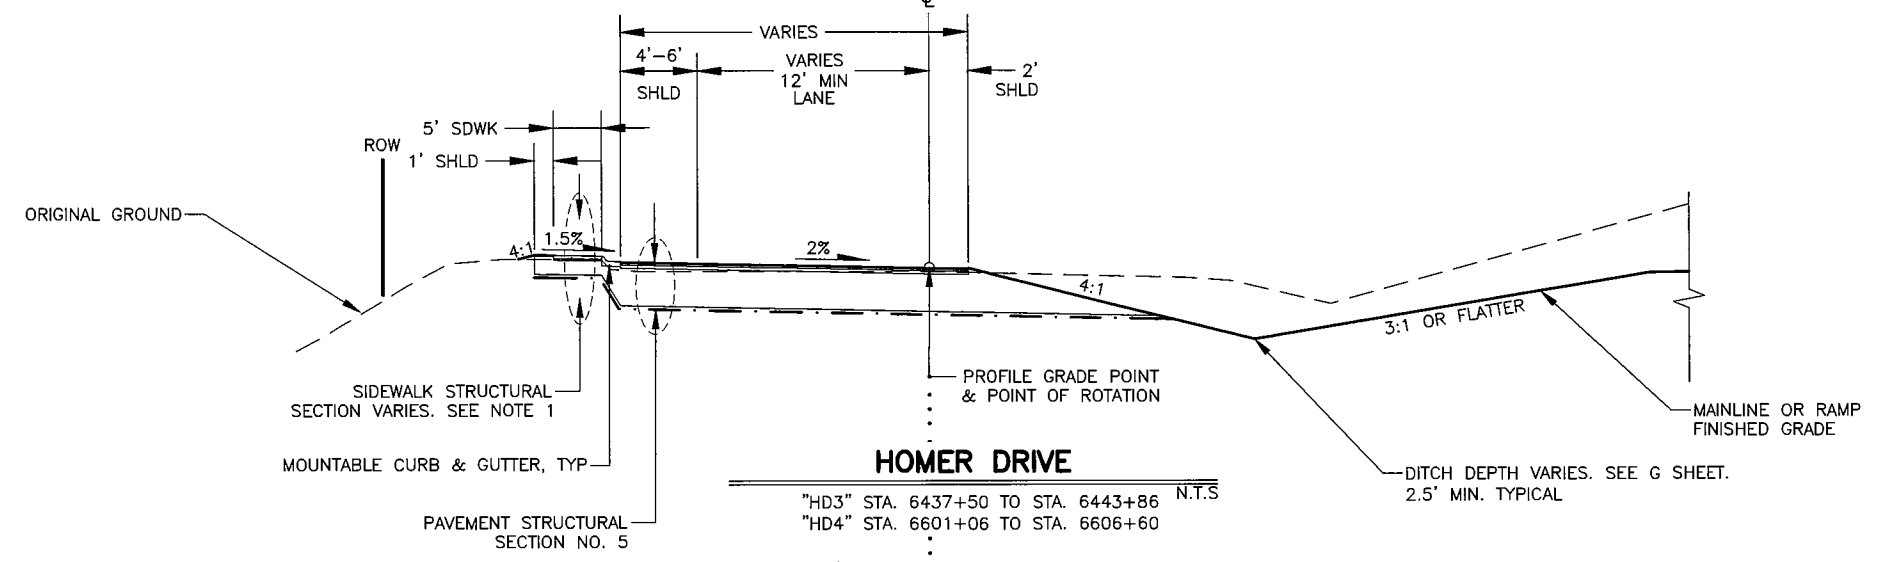 ℄
VARIES
4'-6'
SHLD
VARIES
12' MIN
LANE
2'
SHLD
5' SDWK
ROW
1' SHLD
ORIGINAL GROUND
4:1
1.5%
2%
4:1
3:1 OR FLATTER
PROFILE GRADE POINT
& POINT OF ROTATION
SIDEWALK STRUCTURAL
SECTION VARIES. SEE NOTE 1
MAINLINE OR RAMP
FINISHED GRADE
MOUNTABLE CURB & GUTTER, TYP
HOMER DRIVE
DITCH DEPTH VARIES. SEE G SHEET.
2.5' MIN. TYPICAL
N.T.S
"HD3" STA. 6437+50 TO STA. 6443+86
"HD4" STA. 6601+06 TO STA. 6606+60
PAVEMENT STRUCTURAL
SECTION NO. 5